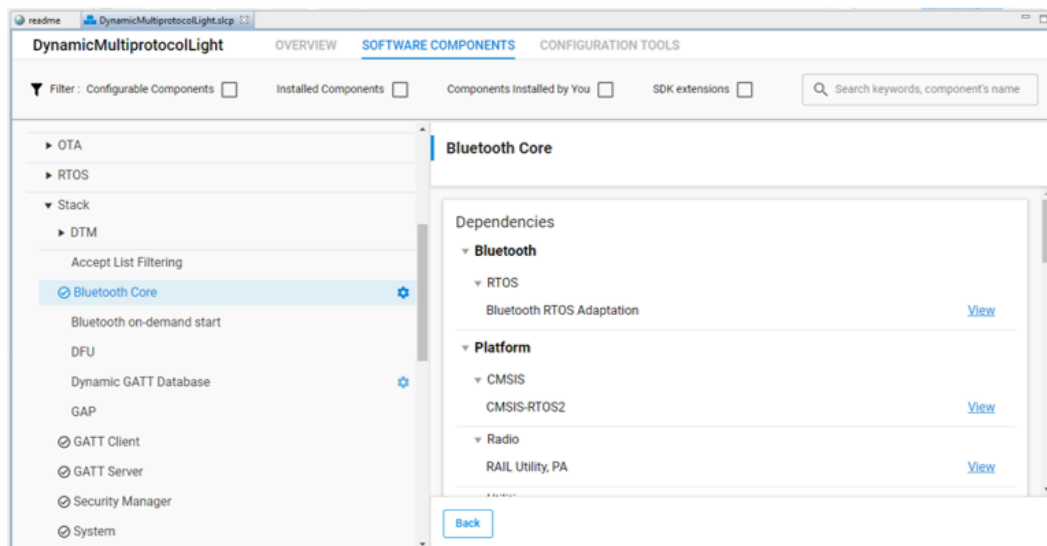 readme
DynamicMultiprotocolLight.slcp
DynamicMultiprotocolLight
OVERVIEW
SOFTWARE COMPONENTS
CONFIGURATION TOOLS
Filter : Configurable Components
Installed Components
Components Installed by You
SDK extensions
Search keywords, component's name
OTA
RTOS
Stack
DTM
Accept List Filtering
Bluetooth Core
Bluetooth on-demand start
DFU
Dynamic GATT Database
GAP
GATT Client
GATT Server
Security Manager
System
Bluetooth Core
Dependencies
Bluetooth
RTOS
Bluetooth RTOS Adaptation View
Platform
CMSIS
CMSIS-RTOS2 View
Radio
RAIL Utility, PA View
Back